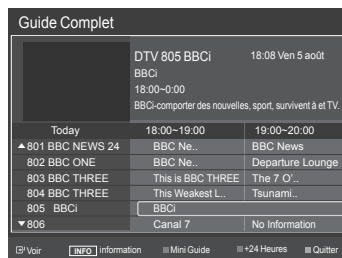 Guide Complet
DTV 805 BBCi 18:08 Ven 5 août
BBCi
18:00~0:00
BBCi-comporter des nouvelles, sport, survivent à et TV.
Today 18:00~19:00 19:00~20:00
▲801 BBC NEWS 24 BBC Ne.. BBC News
802 BBC ONE BBC Ne.. Departure Lounge
803 BBC THREE This is BBC THREE The 7 O'..
804 BBC THREE This Weakest L.. Tsunami..
805 BBCi BBCi
▼806 Canal 7 No Information
Voir INFO information Mini Guide +24 Heures Quitter